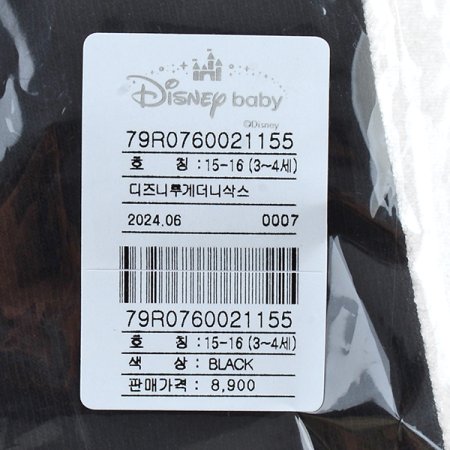 Disney baby
©Disney
79R0760021155
호 칭 : 15-16 (3~4세)
디즈니루게더니삭스
2024.06 0007
79R0760021155
호 칭 : 15-16 (3~4세)
색 상 : BLACK
판매가격 : 8,900